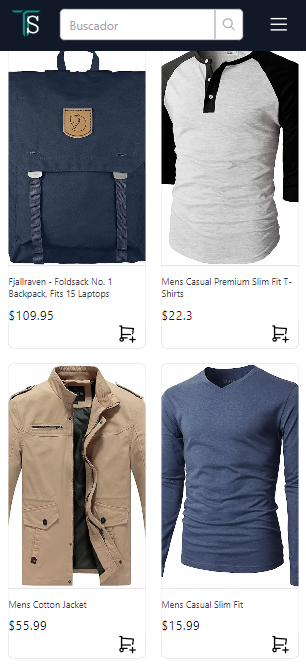 TS
Buscador
Fjallraven - Foldsack No. 1
Backpack, Fits 15 Laptops
$109.95
Mens Casual Premium Slim Fit T-
Shirts
$22.3
Mens Cotton Jacket
$55.99
Mens Casual Slim Fit
$15.99